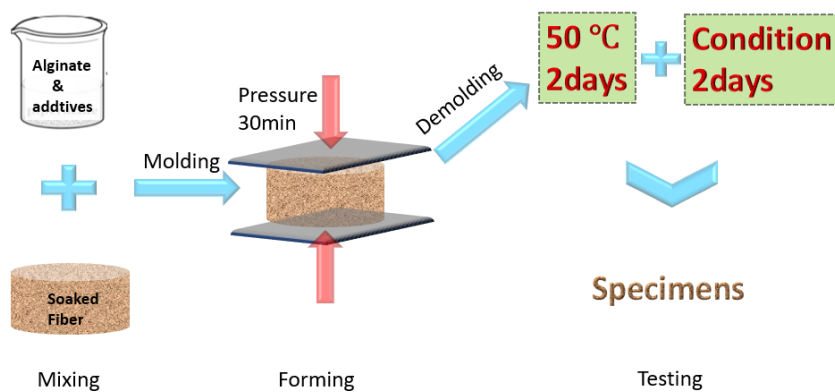 Alginate
&
addtives
Soaked
Fiber
Mixing
Molding
Pressure
30min
Forming
Demolding
50 ℃
2days
Condition
2days
Specimens
Testing